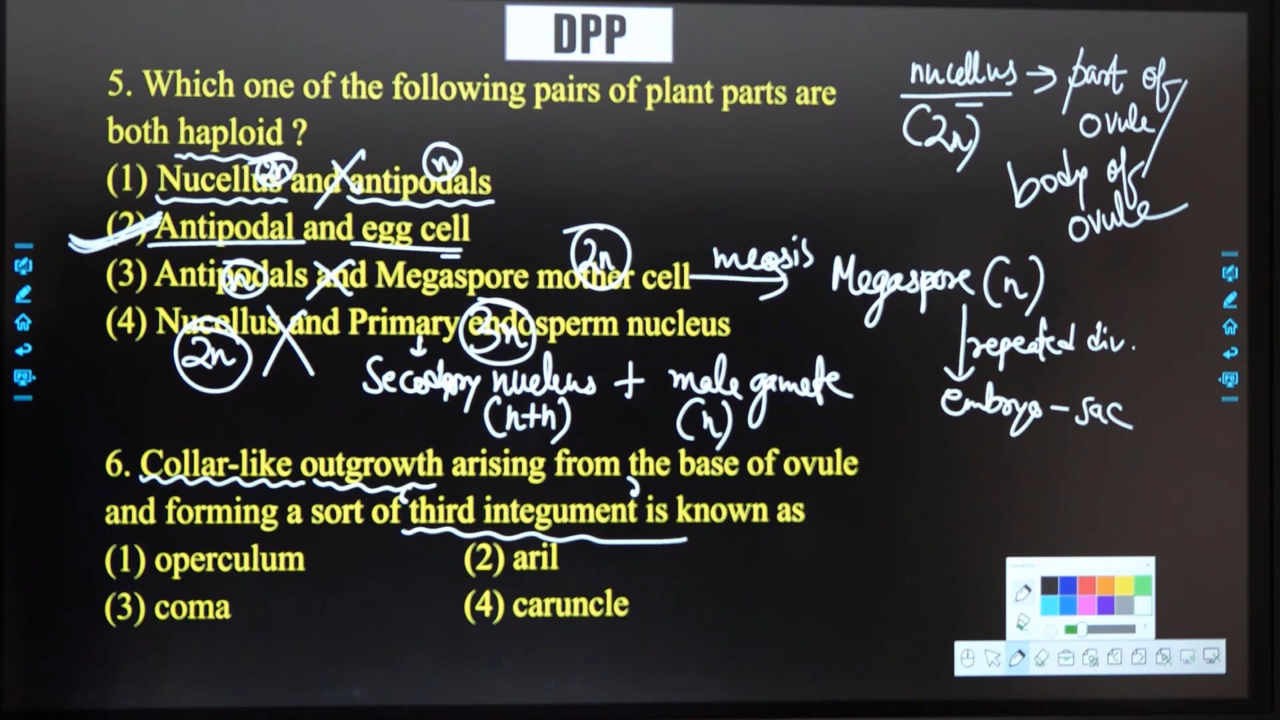 DPP
5. Which one of the following pairs of plant parts are
both haploid ?
(1) Nucellus and antipodals
2n
n
(2) Antipodal and egg cell
(3) Antipodals and Megaspore mother cell
n
2n
meosis
Megaspore (n)
(4) Nucellus and Primary endosperm nucleus
2n
3n
repeated div.
embryo-sac
nucleus + male gamete
(n+n)
(n)
nucellus → part of
ovule
(2n)
body of
ovule
6. Collar-like outgrowth arising from the base of ovule
and forming a sort of third integument is known as
(1) operculum
(2) aril
(3) coma
(4) caruncle